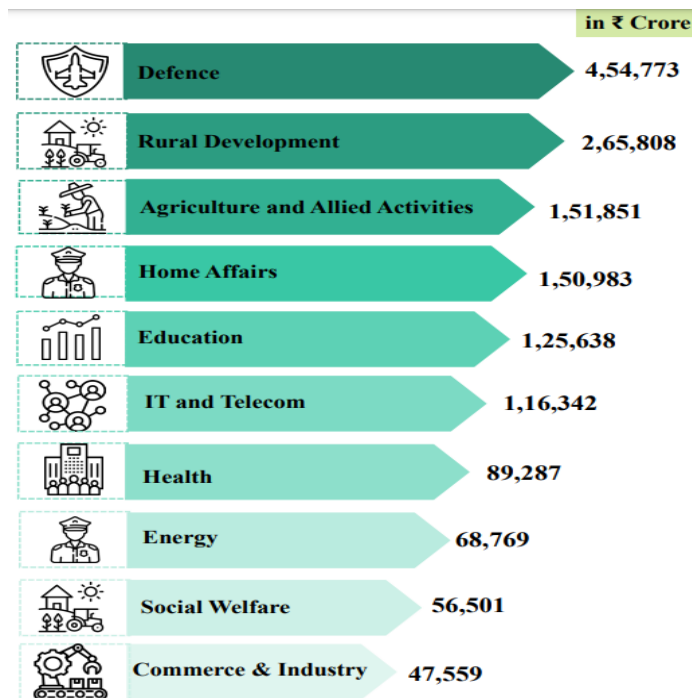 in ₹ Crore
Defence 4,54,773
Rural Development 2,65,808
Agriculture and Allied Activities 1,51,851
Home Affairs 1,50,983
Education 1,25,638
IT and Telecom 1,16,342
Health 89,287
Energy 68,769
Social Welfare 56,501
Commerce & Industry 47,559